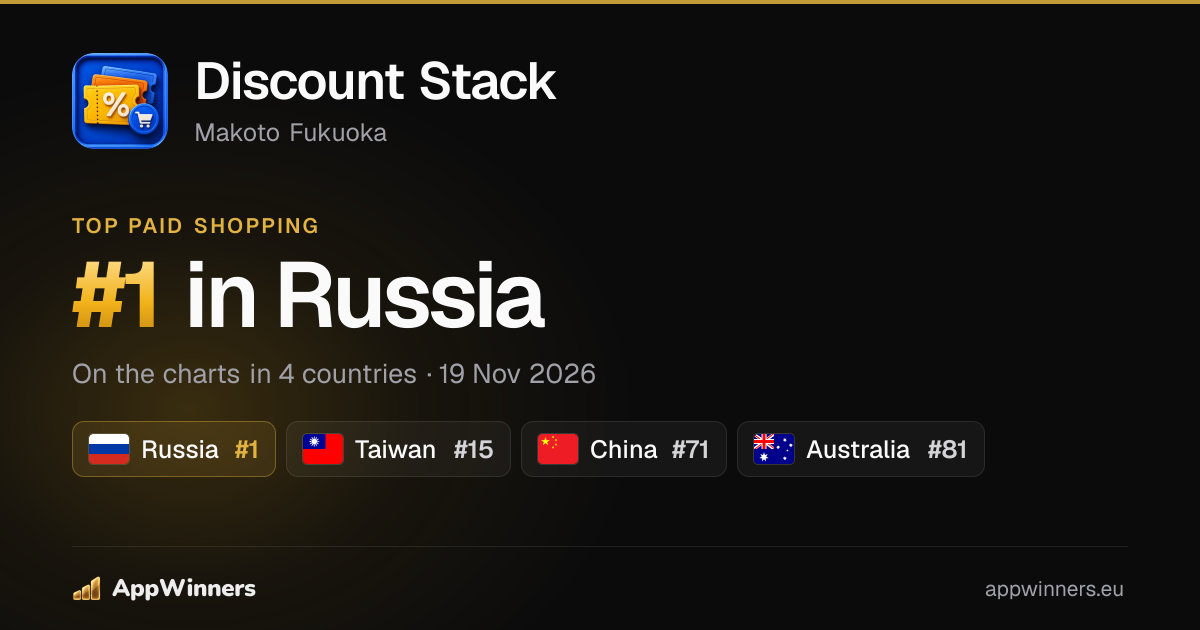 %
Discount Stack
Makoto Fukuoka
TOP PAID SHOPPING
#1 in Russia
On the charts in 4 countries · 19 Nov 2026
Russia #1 Taiwan #15 China #71 Australia #81
AppWinners appwinners.eu